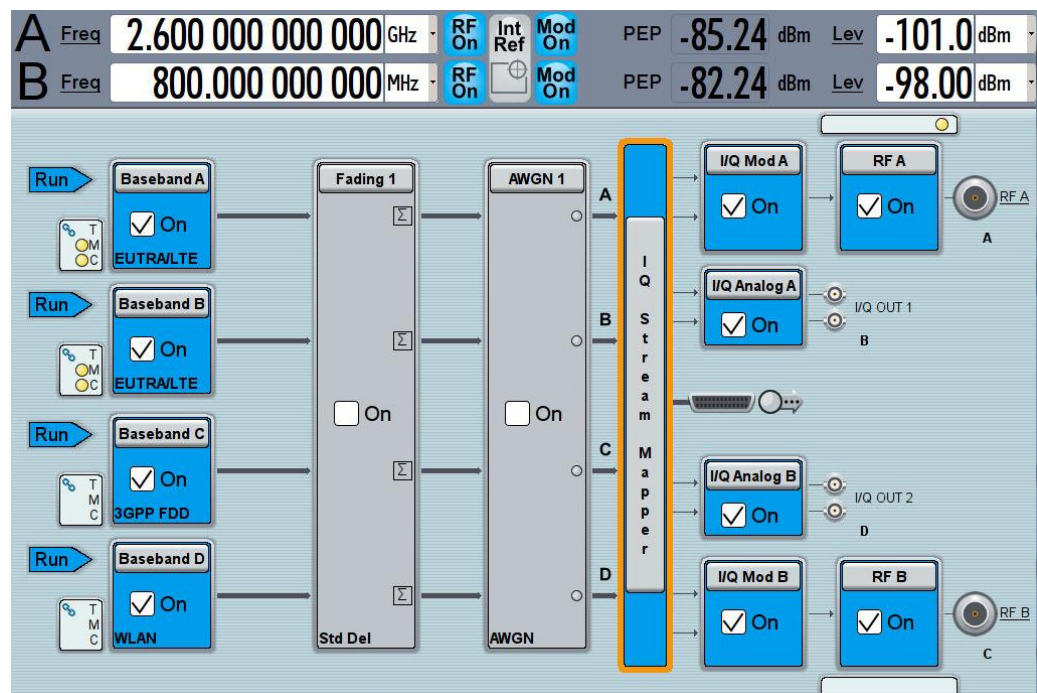 A Freq 2.600 000 000 000 GHz RF On Int Ref Mod On PEP -85.24 dBm Lev -101.0 dBm
B Freq 800.000 000 000 000 MHz RF On Mod On PEP -82.24 dBm Lev -98.00 dBm
Run Baseband A On EUTRA/LTE
T
M
C
Run Baseband B On EUTRA/LTE
T
M
C
Run Baseband C On 3GPP FDD
T
M
C
Run Baseband D On WLAN
T
M
C
Fading 1
Σ
Σ
On
Σ
Σ
Std Del
AWGN 1
On
AWGN
A
B
C
D
I Q Stream Mapper
I/Q Mod A
On
RF A
On
RF A
A
I/Q Analog A
On
I/Q OUT 1
B
I/Q Analog B
On
I/Q OUT 2
D
I/Q Mod B
On
RF B
On
RF B
C